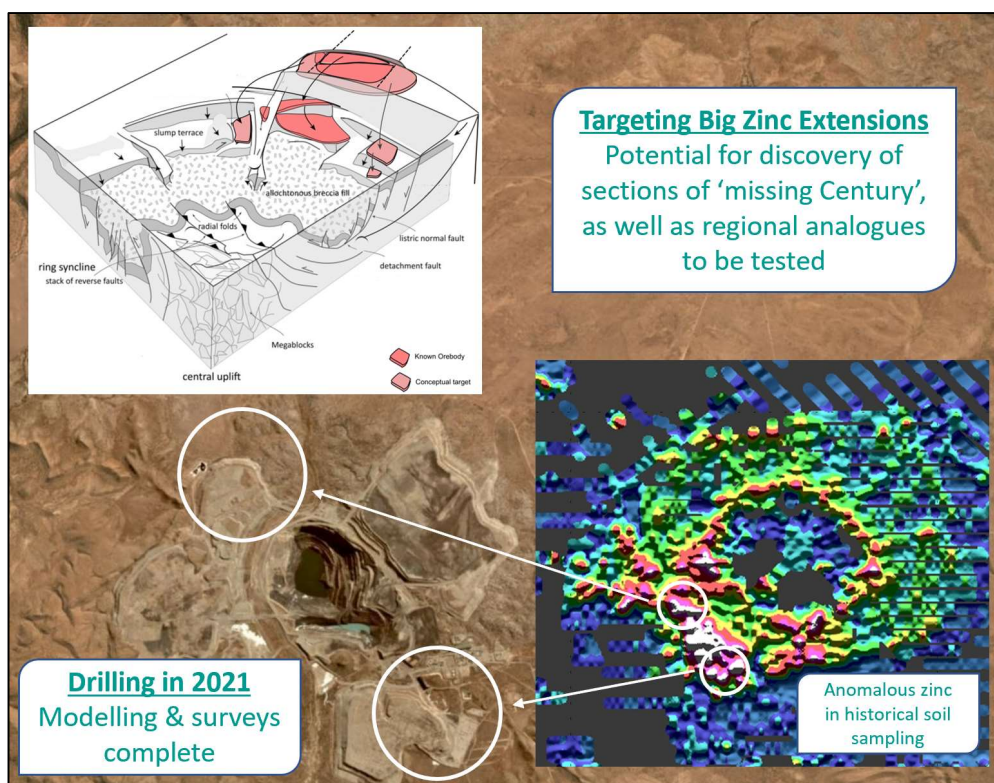 slump terrace
allochtonous breccia fill
radial folds
listric normal fault
ring syncline
detachment fault
stack of reverse faults
Megablocks
Known Orebody
Conceptual target
central uplift
Targeting Big Zinc Extensions
Potential for discovery of
sections of ‘missing Century’,
as well as regional analogues
to be tested
Drilling in 2021
Modelling & surveys
complete
Anomalous zinc
in historical soil
sampling